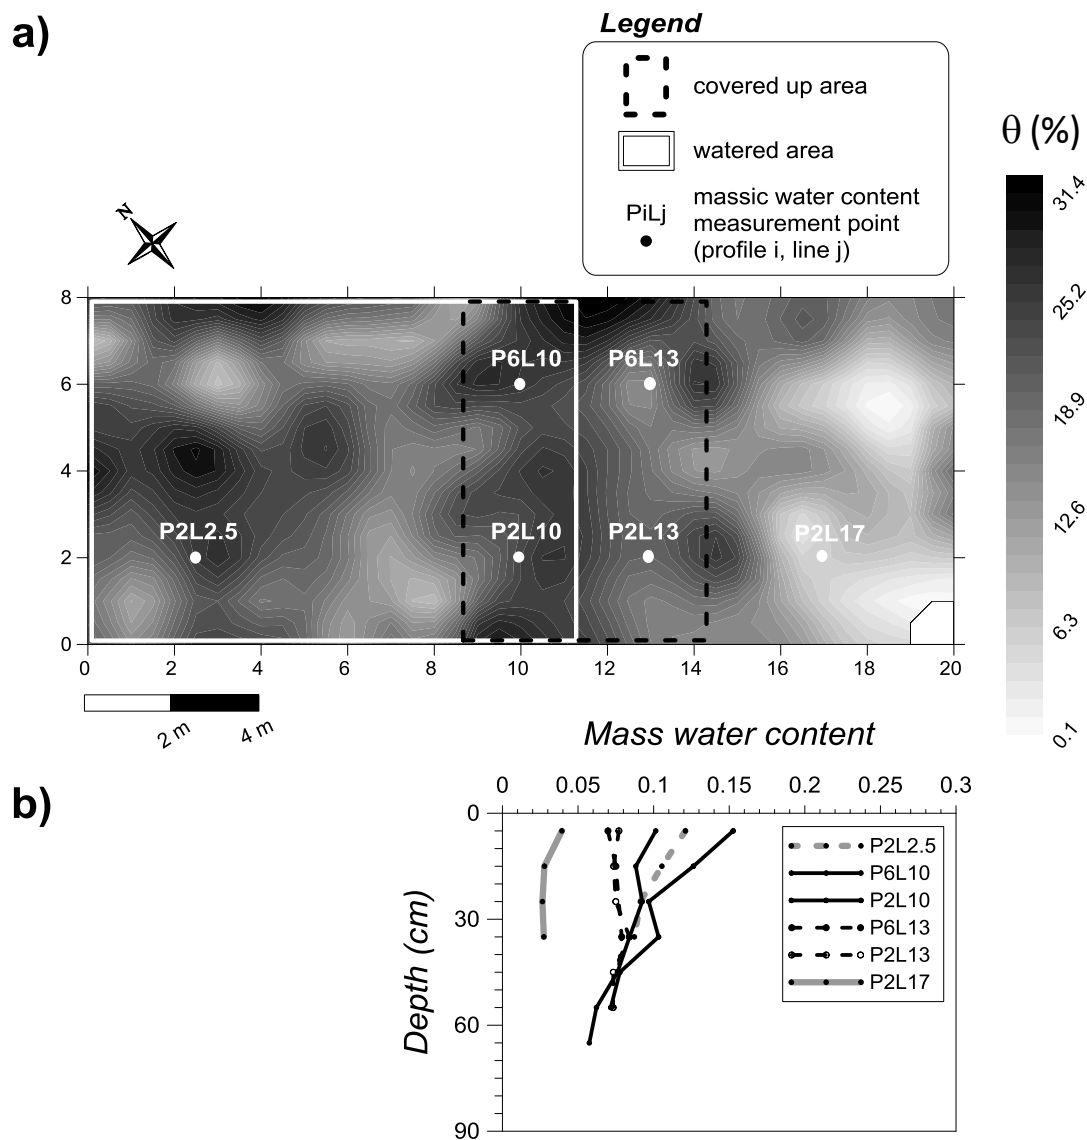 a)
Legend
covered up area
watered area
PiLj
massic water content
measurement point
(profile i, line j)
θ (%)
31.4
25.2
18.9
12.6
6.3
0.1
N
8
6
4
2
0
P6L10
P6L13
P2L2.5
P2L10
P2L13
P2L17
0 2 4 6 8 10 12 14 16 18 20
2 m
4 m
Mass water content
b)
0 0.05 0.1 0.15 0.2 0.25 0.3
0
30
60
90
Depth (cm)
P2L2.5
P6L10
P2L10
P6L13
P2L13
P2L17